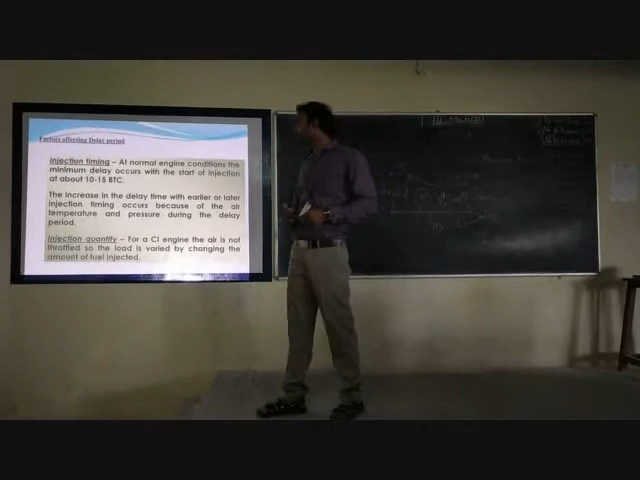 Factors affecting Delay period
Injection timing – At normal engine conditions the
minimum delay occurs with the start of injection
at about 10-15 BTC.
The increase in the delay time with earlier or later
injection timing occurs because of the air
temperature and pressure during the delay
period.
Injection quantity – For a CI engine the air is not
throttled so the load is varied by changing the
amount of fuel injected.